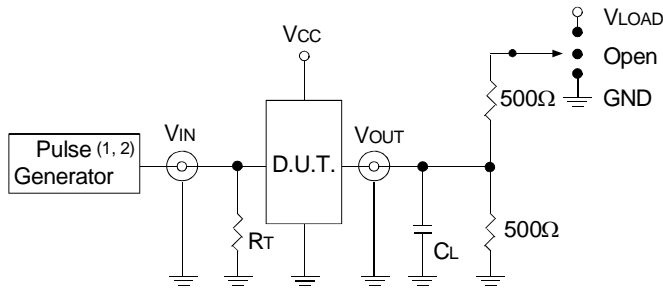 VLOAD
VCC
Open
500Ω
GND
VIN
VOUT
Pulse (1, 2)
Generator
D.U.T.
RT
CL
500Ω